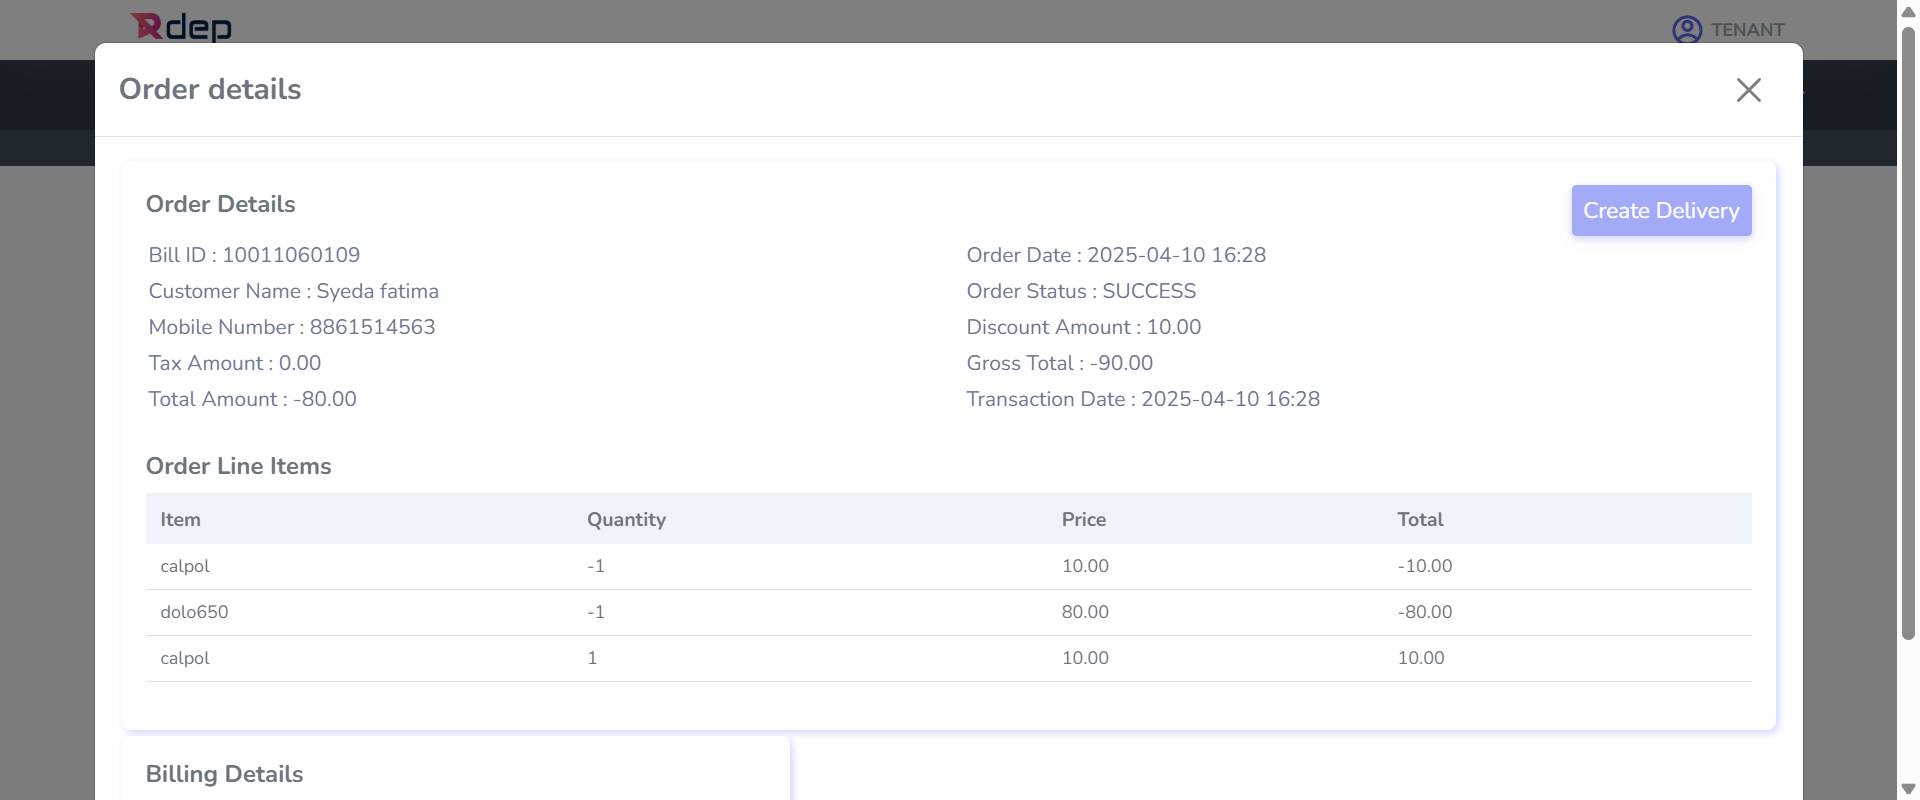 Rdep
TENANT
Order details
Order Details
Create Delivery
Bill ID : 10011060109
Order Date : 2025-04-10 16:28
Customer Name : Syeda fatima
Order Status : SUCCESS
Mobile Number : 8861514563
Discount Amount : 10.00
Tax Amount : 0.00
Gross Total : -90.00
Total Amount : -80.00
Transaction Date : 2025-04-10 16:28
Order Line Items
Item Quantity Price Total
calpol -1 10.00 -10.00
dolo650 -1 80.00 -80.00
calpol 1 10.00 10.00
Billing Details